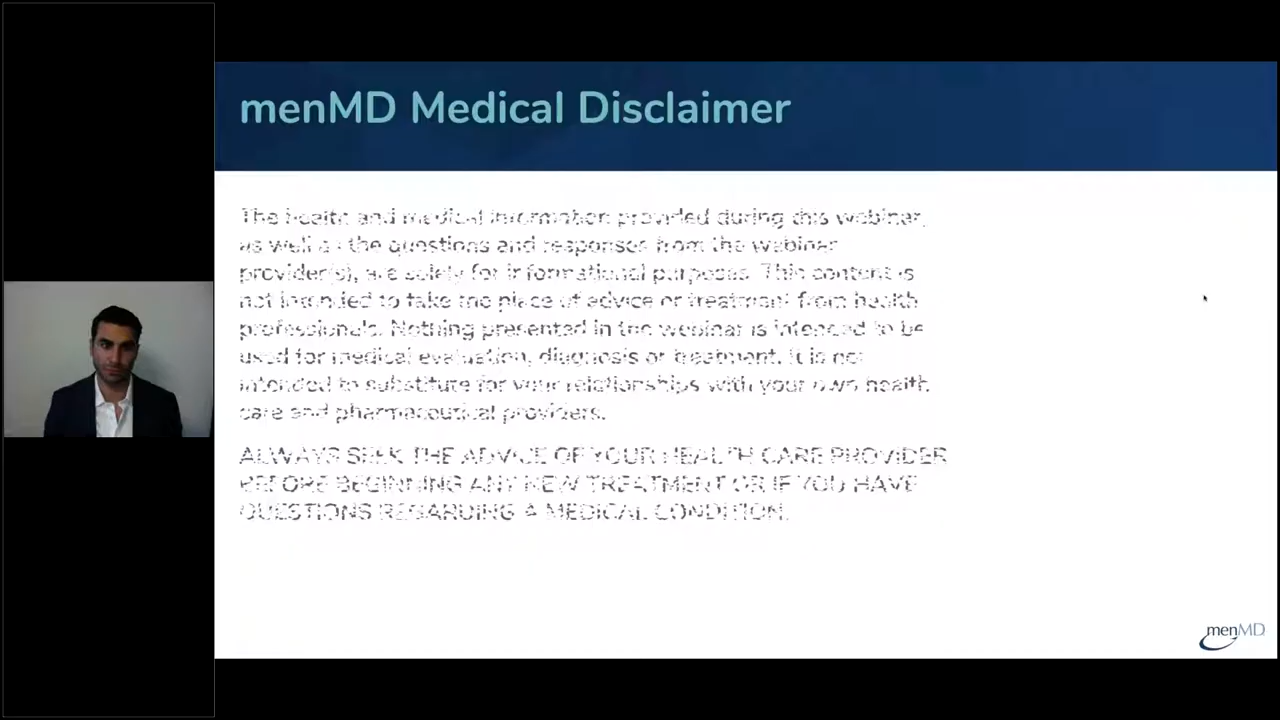 menMD Medical Disclaimer
The health and medical information provided during this webinar,
as well as the questions and responses from the webinar
provider(s), are solely for informational purposes. This content is
not intended to take the place of advice or treatment from health
professionals. Nothing presented in the webinar is intended to be
used for medical evaluation, diagnosis or treatment. It is not
intended to substitute for your relationships with your own health
care and pharmaceutical providers.
ALWAYS SEEK THE ADVICE OF YOUR HEALTH CARE PROVIDER
BEFORE BEGINNING ANY NEW TREATMENT OR IF YOU HAVE
QUESTIONS REGARDING A MEDICAL CONDITION.
menMD